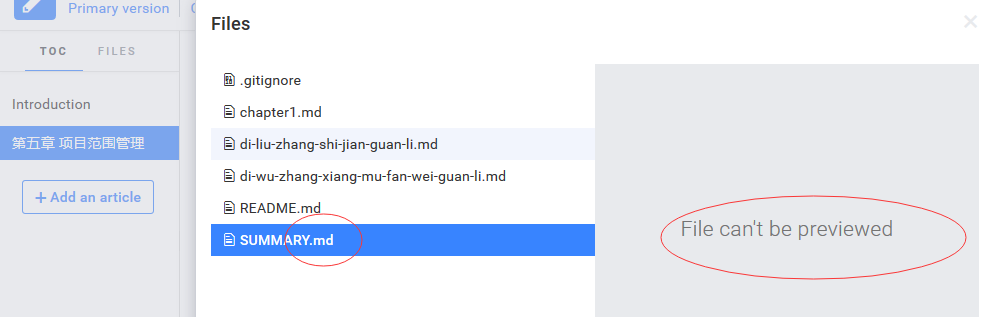 Primary version
Files
TOC FILES
.gitignore
Introduction
chapter1.md
第五章 项目范围管理
di-liu-zhang-shi-jian-guan-li.md
di-wu-zhang-xiang-mu-fan-wei-guan-li.md
+ Add an article
README.md
File can't be previewed
SUMMARY.md